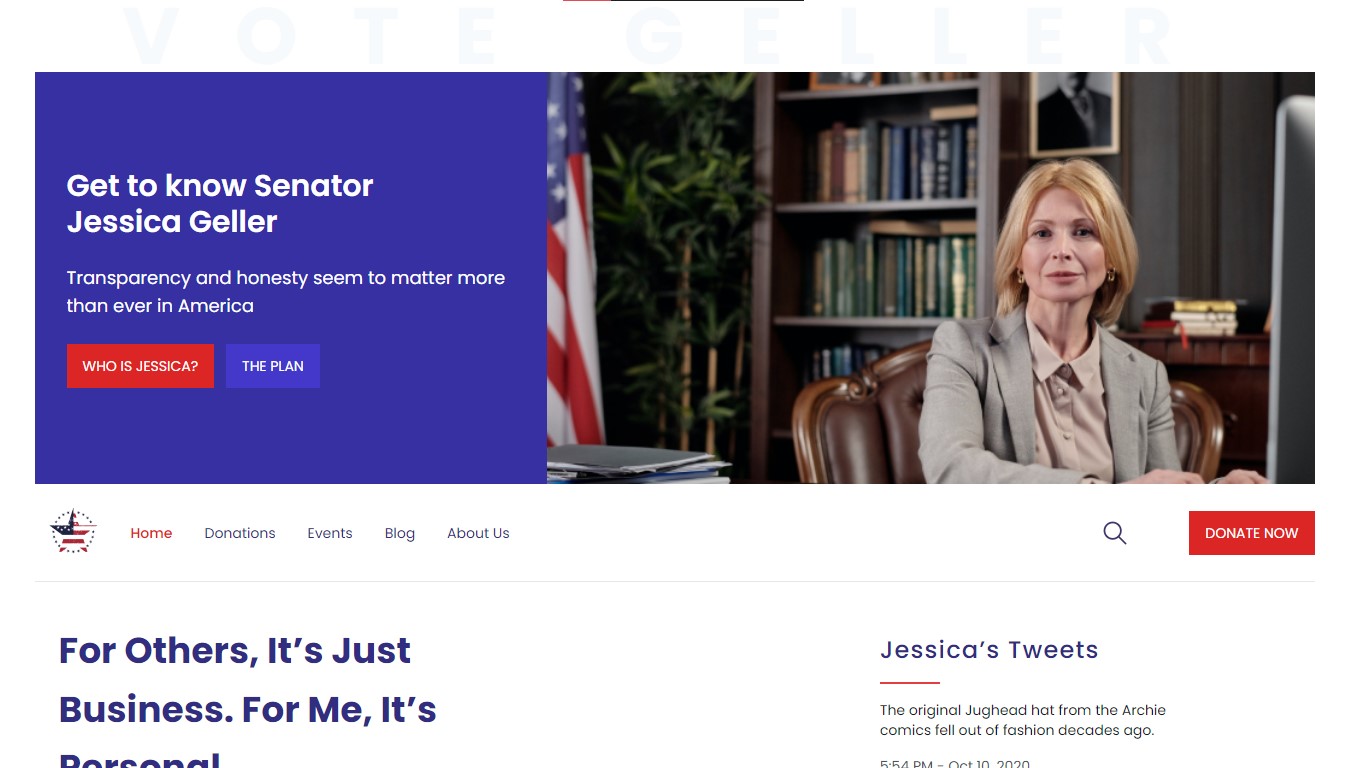 VOTE GELLER
Get to know Senator
Jessica Geller
Transparency and honesty seem to matter more
than ever in America
WHO IS JESSICA?
THE PLAN
Home
Donations
Events
Blog
About Us
DONATE NOW
For Others, It’s Just
Business. For Me, It’s
Personal
Jessica’s Tweets
The original Jughead hat from the Archie
comics fell out of fashion decades ago.
5:54 PM - Oct 10, 2020